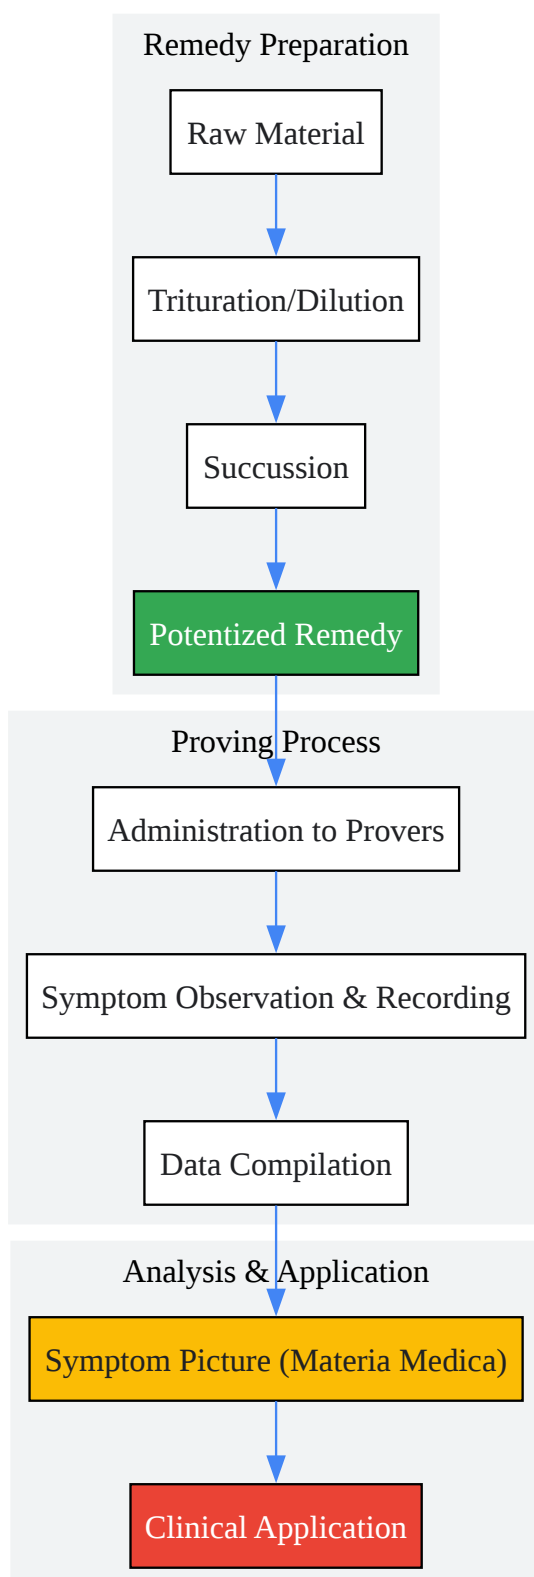 Remedy Preparation
Raw Material
Trituration/Dilution
Succussion
Potentized Remedy
Proving Process
Administration to Provers
Symptom Observation & Recording
Data Compilation
Analysis & Application
Symptom Picture (Materia Medica)
Clinical Application